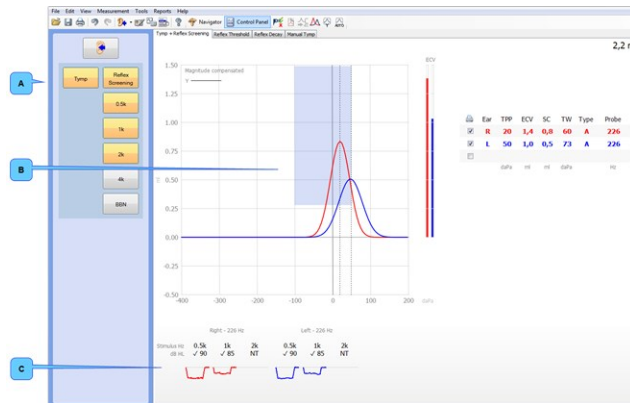 File Edit View Measurement Tools Reports Help
Navigator Control Panel
Tymp + Reflex Screening Reflex Threshold Reflex Decay Manual Tymp
2,2 m
A
Tymp Reflex Screening
0.5k
1k
2k
4k
BBN
B
C
Magnitude compensated
Y
1.50
1.25
1.00
0.75
0.50
0.25
0.00
0.25
-0.50
-400 -300 -200 -100 0 100 200
daPa
ECV
Ear TPP ECV SC TW Type Probe
R 20 1,4 0,8 60 A 226
L 50 1,0 0,5 73 A 226
daPa ml ml daPa Hz
Right - 226 Hz Left - 226 Hz
Stimulus Hz 0.5k 1k 2k 0.5k 1k 2k
dB HL ✓ 90 ✓ 85 NT ✓ 90 ✓ 85 NT